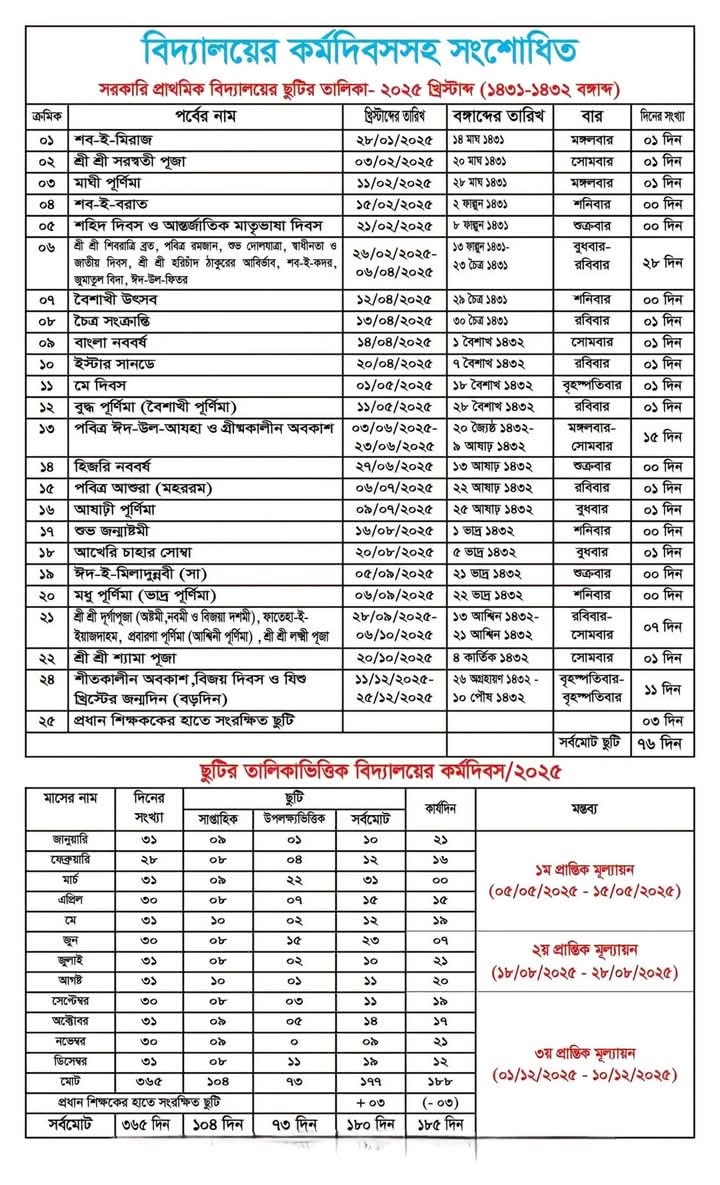 বিদ্যালয়ের কর্মদিবসসহ সংশোধিত
সরকারি প্রাথমিক বিদ্যালয়ের ছুটির তালিকা- ২০২৫ খ্রিস্টাব্দ (১৪৩১-১৪৩২ বঙ্গাব্দ)
ক্রমিক পর্বের নাম খ্রিস্টাব্দের তারিখ বঙ্গাব্দের তারিখ বার দিনের সংখ্যা
০১ শব-ই-মিরাজ ২৮/০১/২০২৫ ১৪ মাঘ ১৪৩১ মঙ্গলবার ০১ দিন
০২ শ্রী শ্রী সরস্বতী পূজা ০৩/০২/২০২৫ ২০ মাঘ ১৪৩১ সোমবার ০১ দিন
০৩ মাঘী পূর্ণিমা ১১/০২/২০২৫ ২৮ মাঘ ১৪৩১ মঙ্গলবার ০১ দিন
০৪ শব-ই-বরাত ১৫/০২/২০২৫ ২ ফাল্গুন ১৪৩১ শনিবার ০০ দিন
০৫ শহিদ দিবস ও আন্তর্জাতিক মাতৃভাষা দিবস ২১/০২/২০২৫ ৮ ফাল্গুন ১৪৩১ শুক্রবার ০০ দিন
০৬ শ্রী শ্রী শিবরাত্রি ব্রত, পবিত্র রমজান, শুভ দোলযাত্রা, স্বাধীনতা ও
জাতীয় দিবস, শ্রী শ্রী হরিচাঁদ ঠাকুরের আবির্ভাব, শব-ই-কদর,
জুমাতুল বিদা, ঈদ-উল-ফিতর ২৬/০২/২০২৫-
০৬/০৪/২০২৫ ১৩ ফাল্গুন ১৪৩১-
২৩ চৈত্র ১৪৩১ বুধবার-
রবিবার ২৮ দিন
০৭ বৈশাখী উৎসব ১২/০৪/২০২৫ ২৯ চৈত্র ১৪৩১ শনিবার ০০ দিন
০৮ চৈত্র সংক্রান্তি ১৩/০৪/২০২৫ ৩০ চৈত্র ১৪৩১ রবিবার ০১ দিন
০৯ বাংলা নববর্ষ ১৪/০৪/২০২৫ ১ বৈশাখ ১৪৩২ সোমবার ০১ দিন
১০ ইস্টার সানডে ২০/০৪/২০২৫ ৭ বৈশাখ ১৪৩২ রবিবার ০১ দিন
১১ মে দিবস ০১/০৫/২০২৫ ১৮ বৈশাখ ১৪৩২ বৃহস্পতিবার ০১ দিন
১২ বুদ্ধ পূর্ণিমা (বৈশাখী পূর্ণিমা) ১১/০৫/২০২৫ ২৮ বৈশাখ ১৪৩২ রবিবার ০১ দিন
১৩ পবিত্র ঈদ-উল-আযহা ও গ্রীষ্মকালীন অবকাশ ০৩/০৬/২০২৫-
২৩/০৬/২০২৫ ২০ জ্যৈষ্ঠ ১৪৩২-
৯ আষাঢ় ১৪৩২ মঙ্গলবার-
সোমবার ১৫ দিন
১৪ হিজরি নববর্ষ ২৭/০৬/২০২৫ ১৩ আষাঢ় ১৪৩২ শুক্রবার ০০ দিন
১৫ পবিত্র আশুরা (মহররম) ০৬/০৭/২০২৫ ২২ আষাঢ় ১৪৩২ রবিবার ০১ দিন
১৬ আষাঢ়ী পূর্ণিমা ০৯/০৭/২০২৫ ২৫ আষাঢ় ১৪৩২ বুধবার ০১ দিন
১৭ শুভ জন্মাষ্টমী ১৬/০৮/২০২৫ ১ ভাদ্র ১৪৩২ শনিবার ০০ দিন
১৮ আখেরি চাহার সোম্বা ২০/০৮/২০২৫ ৫ ভাদ্র ১৪৩২ বুধবার ০১ দিন
১৯ ঈদ-ই-মিলাদুন্নবী (সা) ০৫/০৯/২০২৫ ২১ ভাদ্র ১৪৩২ শুক্রবার ০০ দিন
২০ মধু পূর্ণিমা (ভাদ্র পূর্ণিমা) ০৬/০৯/২০২৫ ২২ ভাদ্র ১৪৩২ শনিবার ০০ দিন
২১ শ্রী শ্রী দূর্গাপূজা (অষ্টমী,নবমী ও বিজয়া দশমী), ফাতেহা-ই-
ইয়াজদাহম, প্রবারণা পূর্ণিমা (আশ্বিনী পূর্ণিমা) ,শ্রী শ্রী লক্ষ্মী পূজা ২৮/০৯/২০২৫-
০৬/১০/২০২৫ ১৩ আশ্বিন ১৪৩২-
২১ আশ্বিন ১৪৩২ রবিবার-
সোমবার ০৭ দিন
২২ শ্রী শ্রী শ্যামা পূজা ২০/১০/২০২৫ ৪ কার্তিক ১৪৩২ সোমবার ০১ দিন
২৪ শীতকালীন অবকাশ ,বিজয় দিবস ও যিশু
খ্রিস্টের জন্মদিন (বড়দিন) ১১/১২/২০২৫-
২৫/১২/২০২৫ ২৬ অগ্রহায়ণ ১৪৩২ -
১০ পৌষ ১৪৩২ বৃহস্পতিবার-
বৃহস্পতিবার ১১ দিন
২৫ প্রধান শিক্ষককের হাতে সংরক্ষিত ছুটি ০৩ দিন
সর্বমোট ছুটি ৭৬ দিন
ছুটির তালিকাভিত্তিক বিদ্যালয়ের কর্মদিবস/২০২৫
মাসের নাম দিনের সংখ্যা ছুটি কার্যদিন মন্তব্য
সাপ্তাহিক উপলক্ষ্যভিত্তিক সর্বমোট
জানুয়ারি ৩১ ০৯ ০১ ১০ ২১
ফেব্রুয়ারি ২৮ ০৮ ০৪ ১২ ১৬
মার্চ ৩১ ০৯ ২২ ৩১ ০০
এপ্রিল ৩০ ০৮ ০৭ ১৫ ১৫
মে ৩১ ১০ ০২ ১২ ১৯
১ম প্রান্তিক মূল্যায়ন
(০৫/০৫/২০২৫ - ১৫/০৫/২০২৫)
জুন ৩০ ০৮ ১৫ ২৩ ০৭
জুলাই ৩১ ০৮ ০২ ১০ ২১
আগষ্ট ৩১ ১০ ০১ ১১ ২০
২য় প্রান্তিক মূল্যায়ন
(১৮/০৮/২০২৫ - ২৮/০৮/২০২৫)
সেপ্টেম্বর ৩০ ০৮ ০৩ ১১ ১৯
অক্টোবর ৩১ ০৯ ০৫ ১৪ ১৭
নভেম্বর ৩০ ০৯ ০ ০৯ ২১
ডিসেম্বর ৩১ ০৮ ১১ ১৯ ১২
মোট ৩৬৫ ১০৪ ৭৩ ১৭৭ ১৮৮
প্রধান শিক্ষকের হাতে সংরক্ষিত ছুটি + ০৩ (- ০৩)
সর্বমোট ৩৬৫ দিন ১০৪ দিন ৭৩ দিন ১৮০ দিন ১৮৫ দিন
৩য় প্রান্তিক মূল্যায়ন
(০১/১২/২০২৫ - ১০/১২/২০২৫)